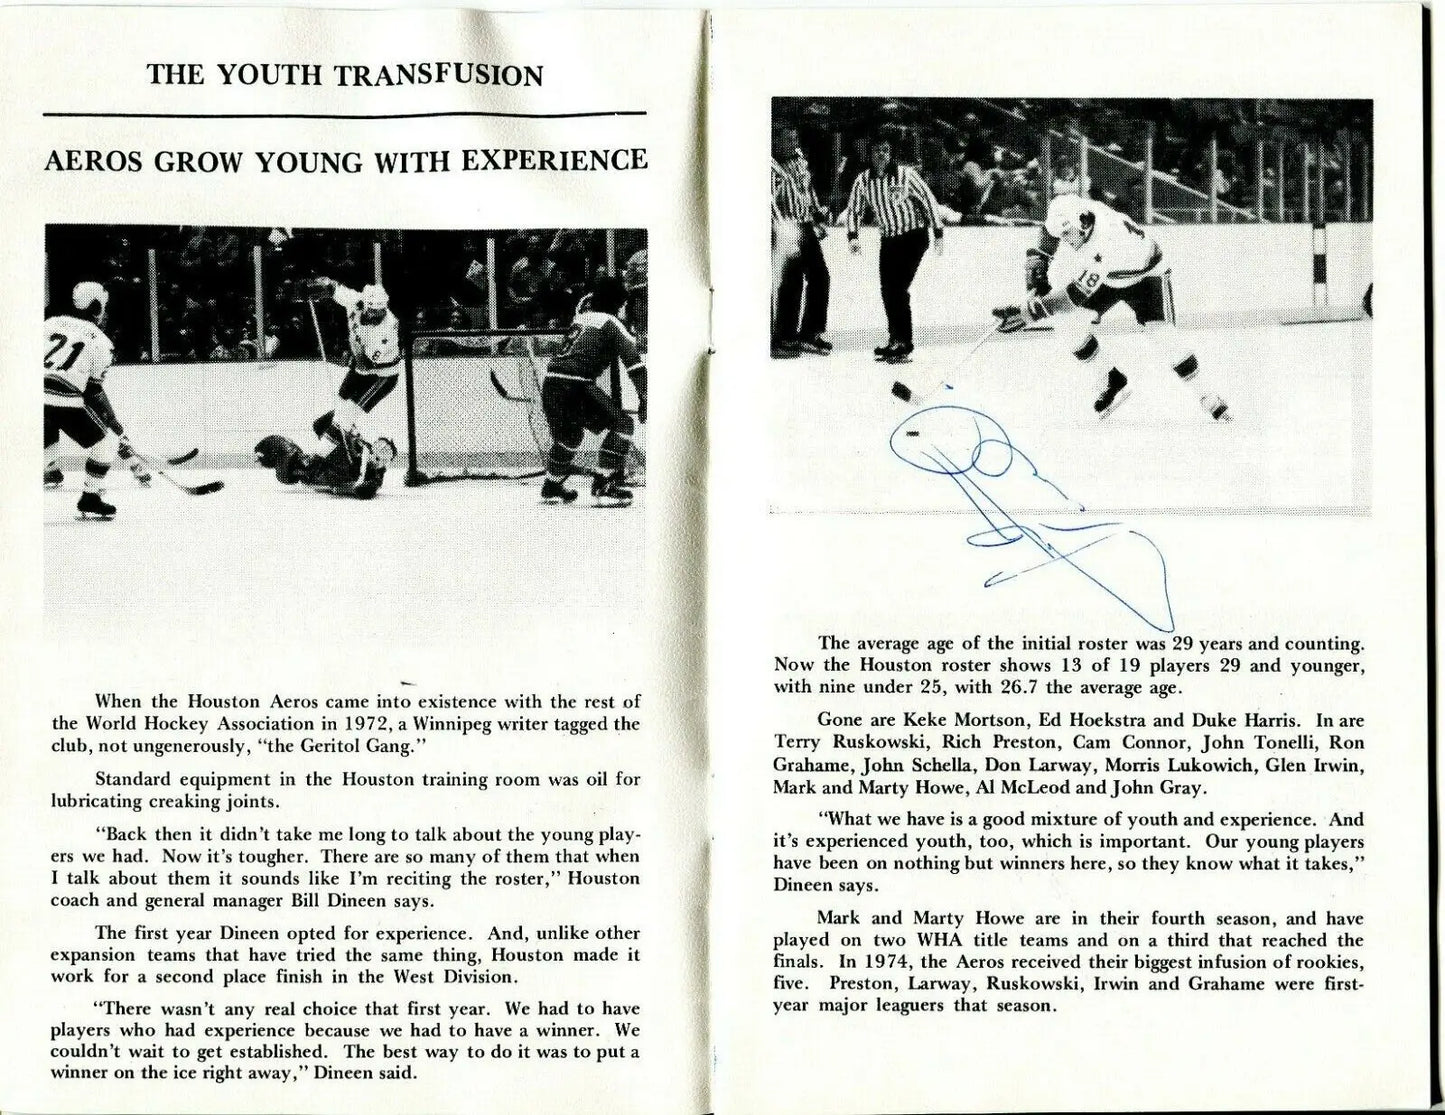 THE YOUTH TRANSFUSION
AEROS GROW YOUNG WITH EXPERIENCE
21
8
When the Houston Aeros came into existence with the rest of
the World Hockey Association in 1972, a Winnipeg writer tagged the
club, not ungenerously, "the Geritol Gang."
Standard equipment in the Houston training room was oil for
lubricating creaking joints.
"Back then it didn't take me long to talk about the young play-
ers we had. Now it's tougher. There are so many of them that when
I talk about them it sounds like I'm reciting the roster," Houston
coach and general manager Bill Dineen says.
The first year Dineen opted for experience. And, unlike other
expansion teams that have tried the same thing, Houston made it
work for a second place finish in the West Division.
"There wasn't any real choice that first year. We had to have
players who had experience because we had to have a winner. We
couldn't wait to get established. The best way to do it was to put a
winner on the ice right away," Dineen said.
18
The average age of the initial roster was 29 years and counting.
Now the Houston roster shows 13 of 19 players 29 and younger,
with nine under 25, with 26.7 the average age.
Gone are Keke Mortson, Ed Hoekstra and Duke Harris. In are
Terry Ruskowski, Rich Preston, Cam Connor, John Tonelli, Ron
Grahame, John Schella, Don Larway, Morris Lukowich, Glen Irwin,
Mark and Marty Howe, Al McLeod and John Gray.
"What we have is a good mixture of youth and experience. And
it's experienced youth, too, which is important. Our young players
have been on nothing but winners here, so they know what it takes,"
Dineen says.
Mark and Marty Howe are in their fourth season, and have
played on two WHA title teams and on a third that reached the
finals. In 1974, the Aeros received their biggest infusion of rookies,
five. Preston, Larway, Ruskowski, Irwin and Grahame were first-
year major leaguers that season.